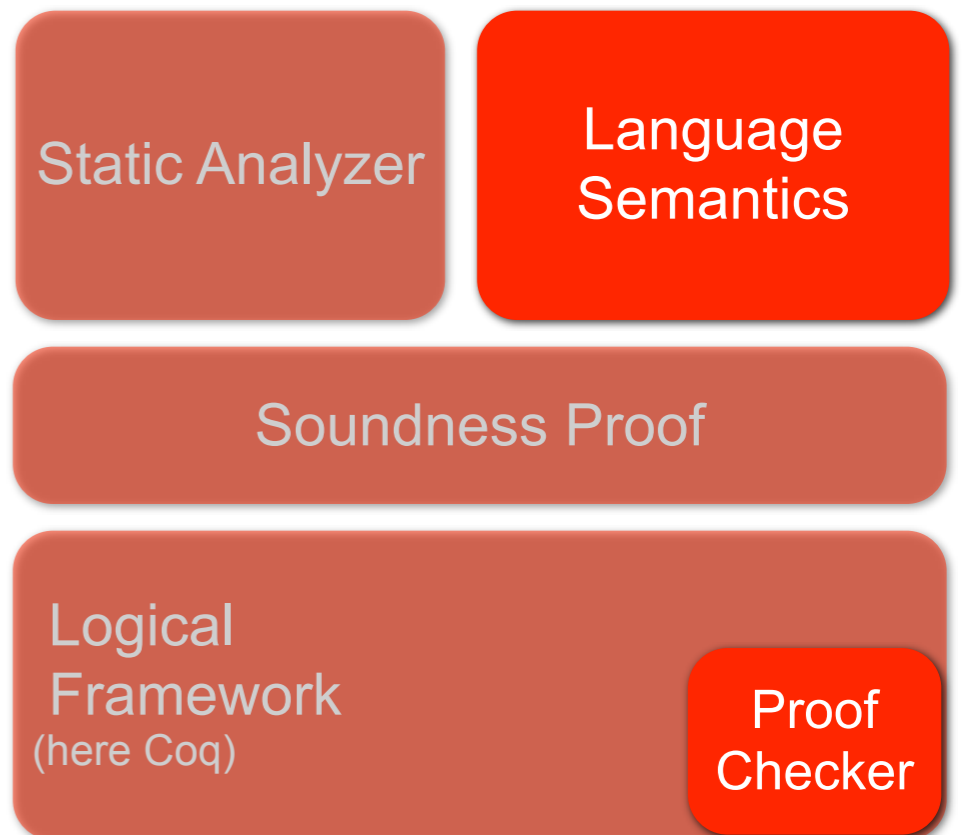 Static Analyzer
Language
Semantics
Soundness Proof
Logical
Framework
(here Coq)
Proof
Checker